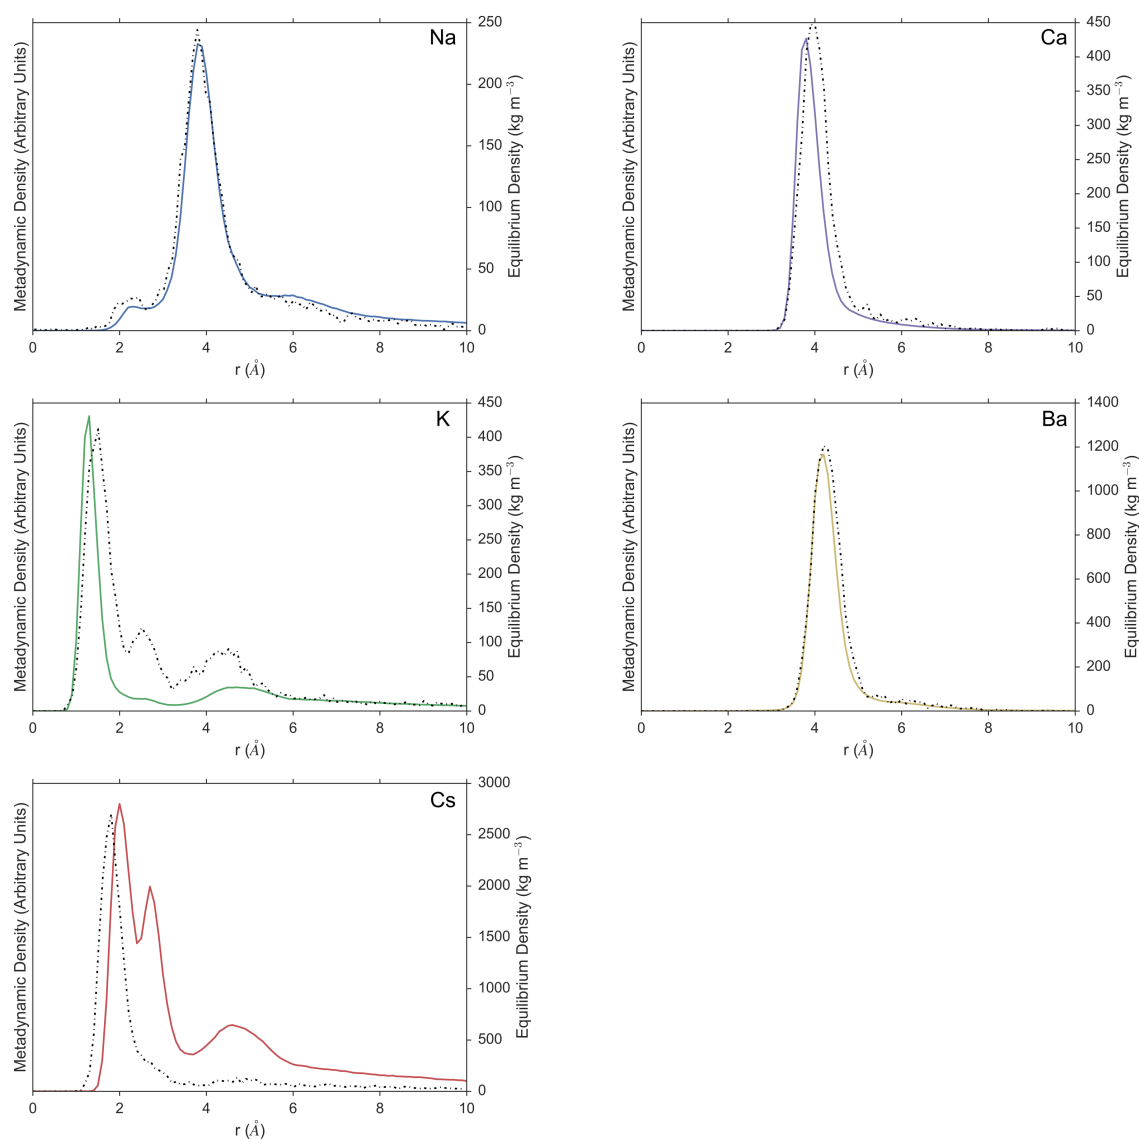 Na
Metadynamic Density (Arbitrary Units)
250
200
150
100
50
0
Equilibrium Density (kg m⁻³)
0 2 4 6 8 10
r (Å)
Ca
Metadynamic Density (Arbitrary Units)
450
400
350
300
250
200
150
100
50
0
Equilibrium Density (kg m⁻³)
0 2 4 6 8 10
r (Å)
K
Metadynamic Density (Arbitrary Units)
450
400
350
300
250
200
150
100
50
0
Equilibrium Density (kg m⁻³)
0 2 4 6 8 10
r (Å)
Ba
Metadynamic Density (Arbitrary Units)
1400
1200
1000
800
600
400
200
0
Equilibrium Density (kg m⁻³)
0 2 4 6 8 10
r (Å)
Cs
Metadynamic Density (Arbitrary Units)
3000
2500
2000
1500
1000
500
0
Equilibrium Density (kg m⁻³)
0 2 4 6 8 10
r (Å)